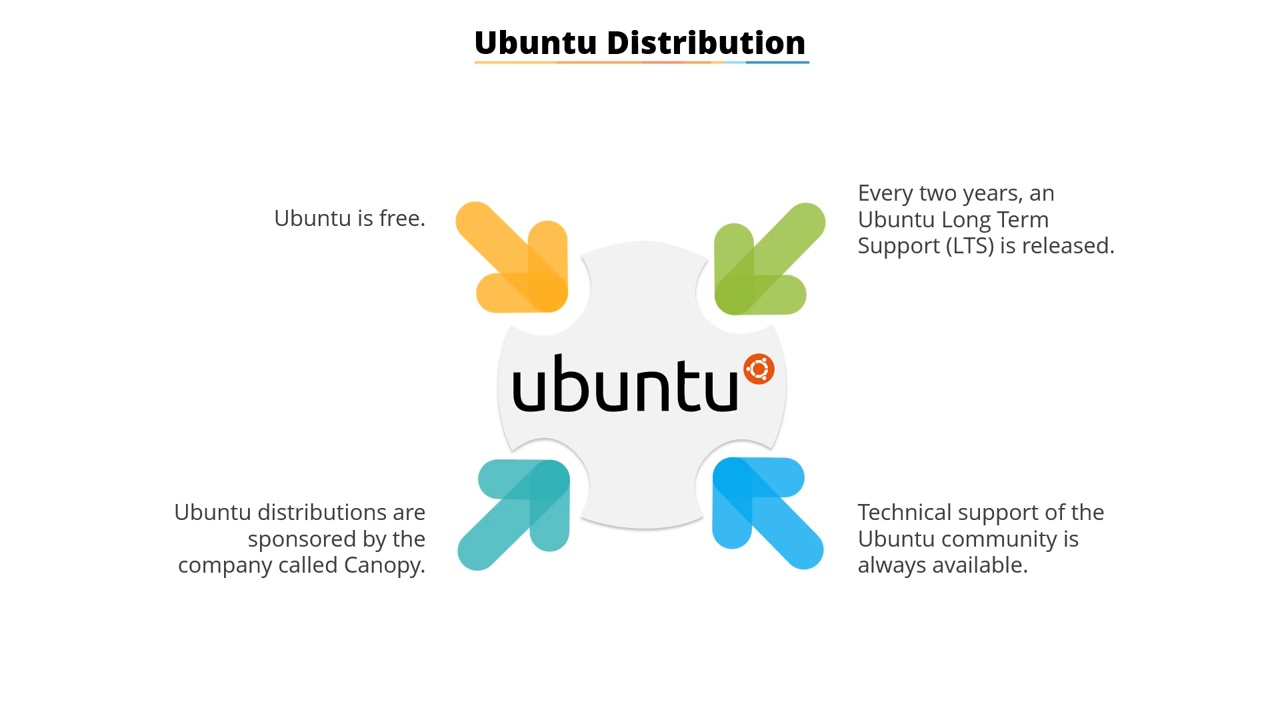 Ubuntu Distribution
Ubuntu is free.
Every two years, an
Ubuntu Long Term
Support (LTS) is released.
ubuntu
Ubuntu distributions are
sponsored by the
company called Canopy.
Technical support of the
Ubuntu community is
always available.